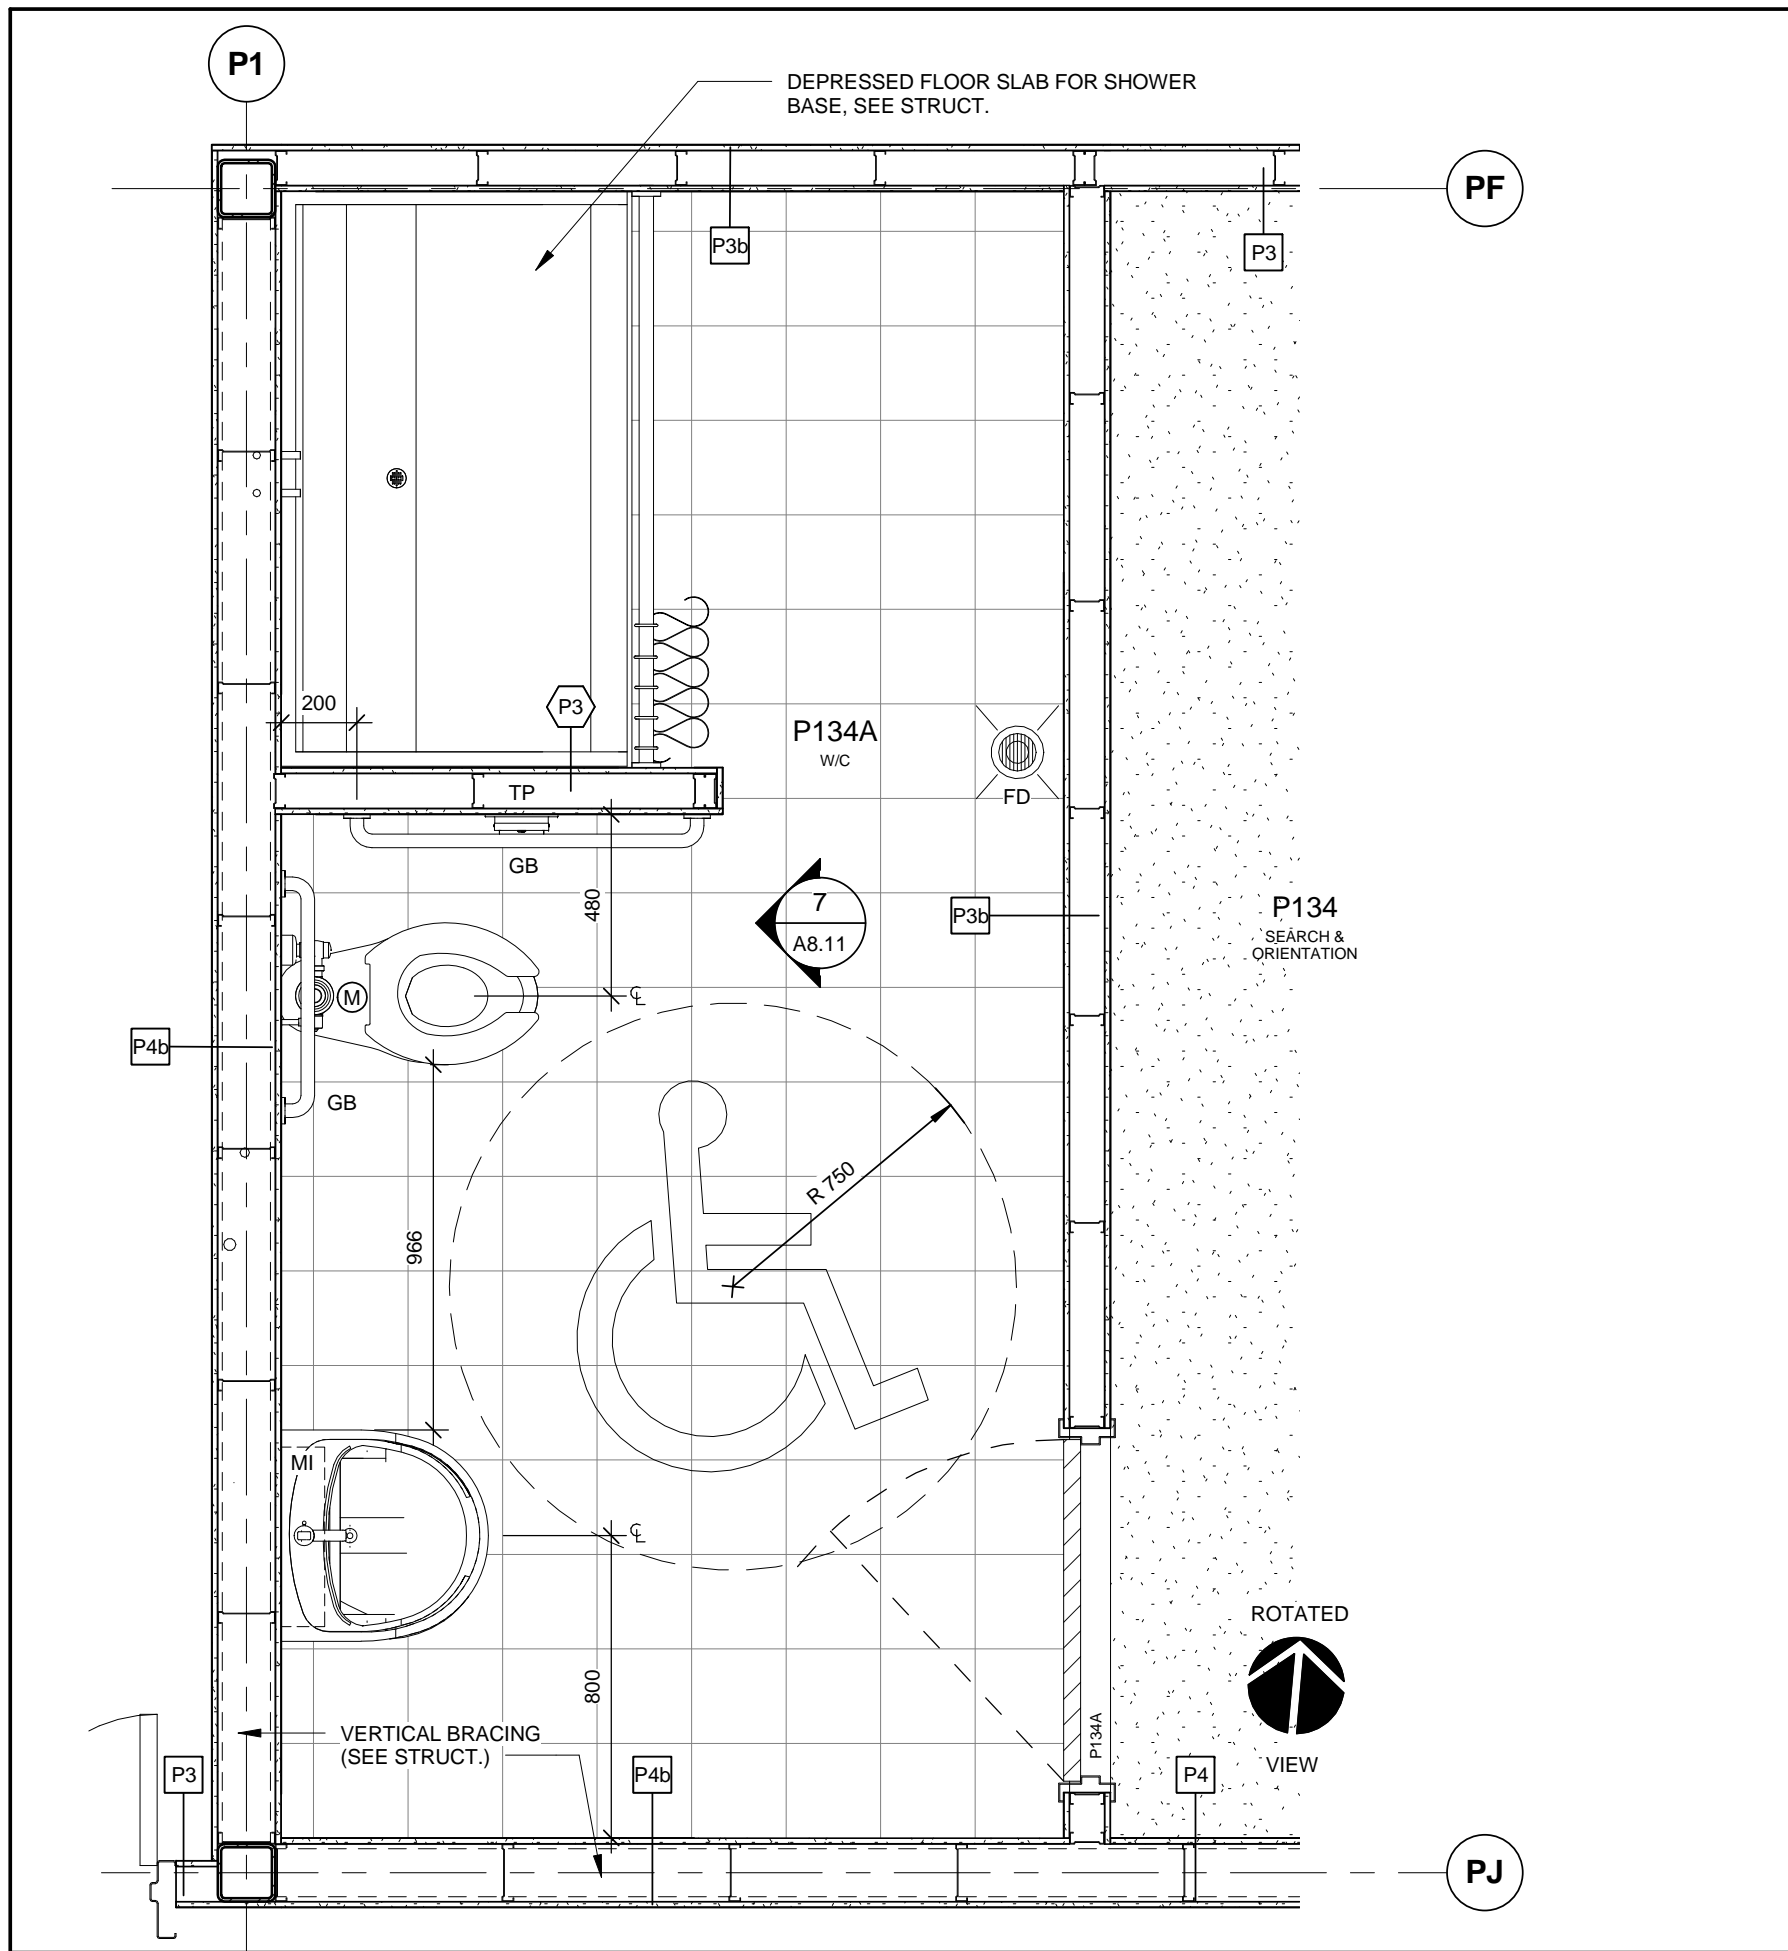 P1
DEPRESSED FLOOR SLAB FOR SHOWER
BASE, SEE STRUCT.
PF
P3b
P3
200
P3
P134A
W/C
TP
FD
GB
480
7
A8.11
P3b
P134
SEARCH &
ORIENTATION
M
℄
P4b
GB
R 750
966
MI
℄
800
ROTATED
VIEW
P134A
VERTICAL BRACING
(SEE STRUCT.)
P3
P4b
P4
PJ